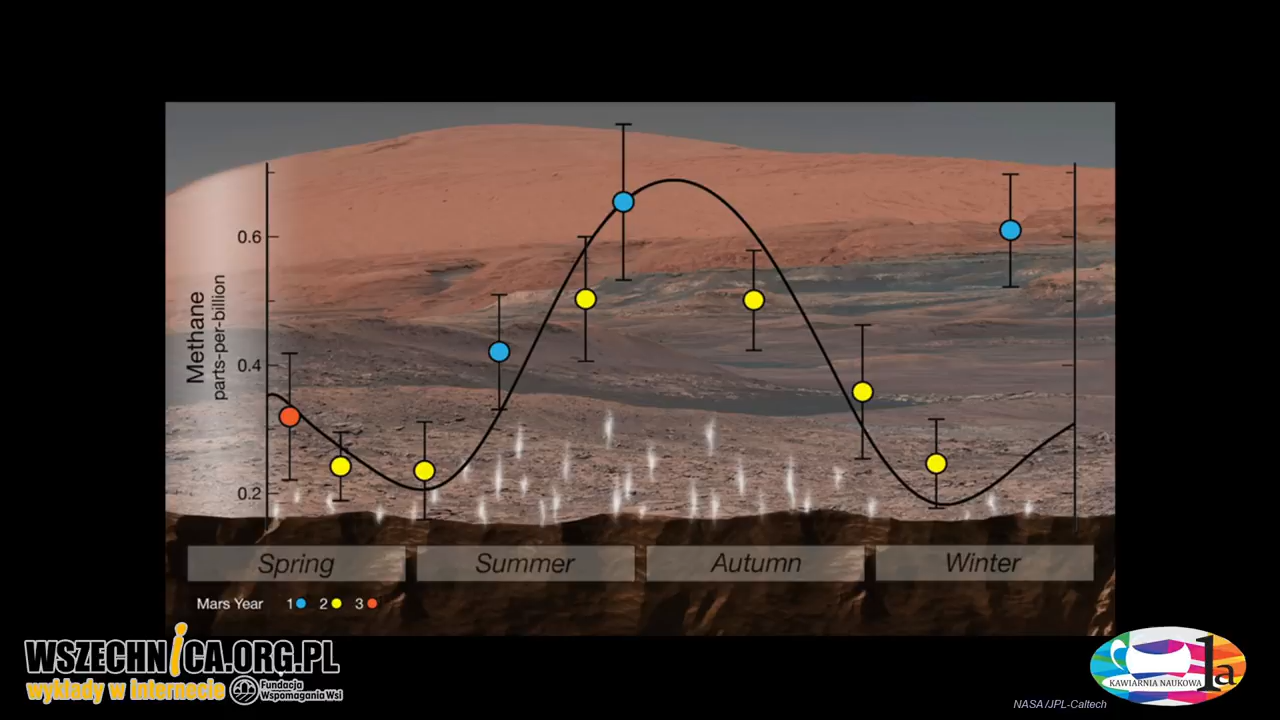 0.6
0.4
0.2
Methane
parts-per-billion
Spring
Summer
Autumn
Winter
Mars Year 1 2 3
WSZECHNiCA.ORG.PL
wykłady w internecie
Fundacja
Wspomagania Wsi
KAWIARNIA NAUKOWA 1a
NASA/JPL-Caltech